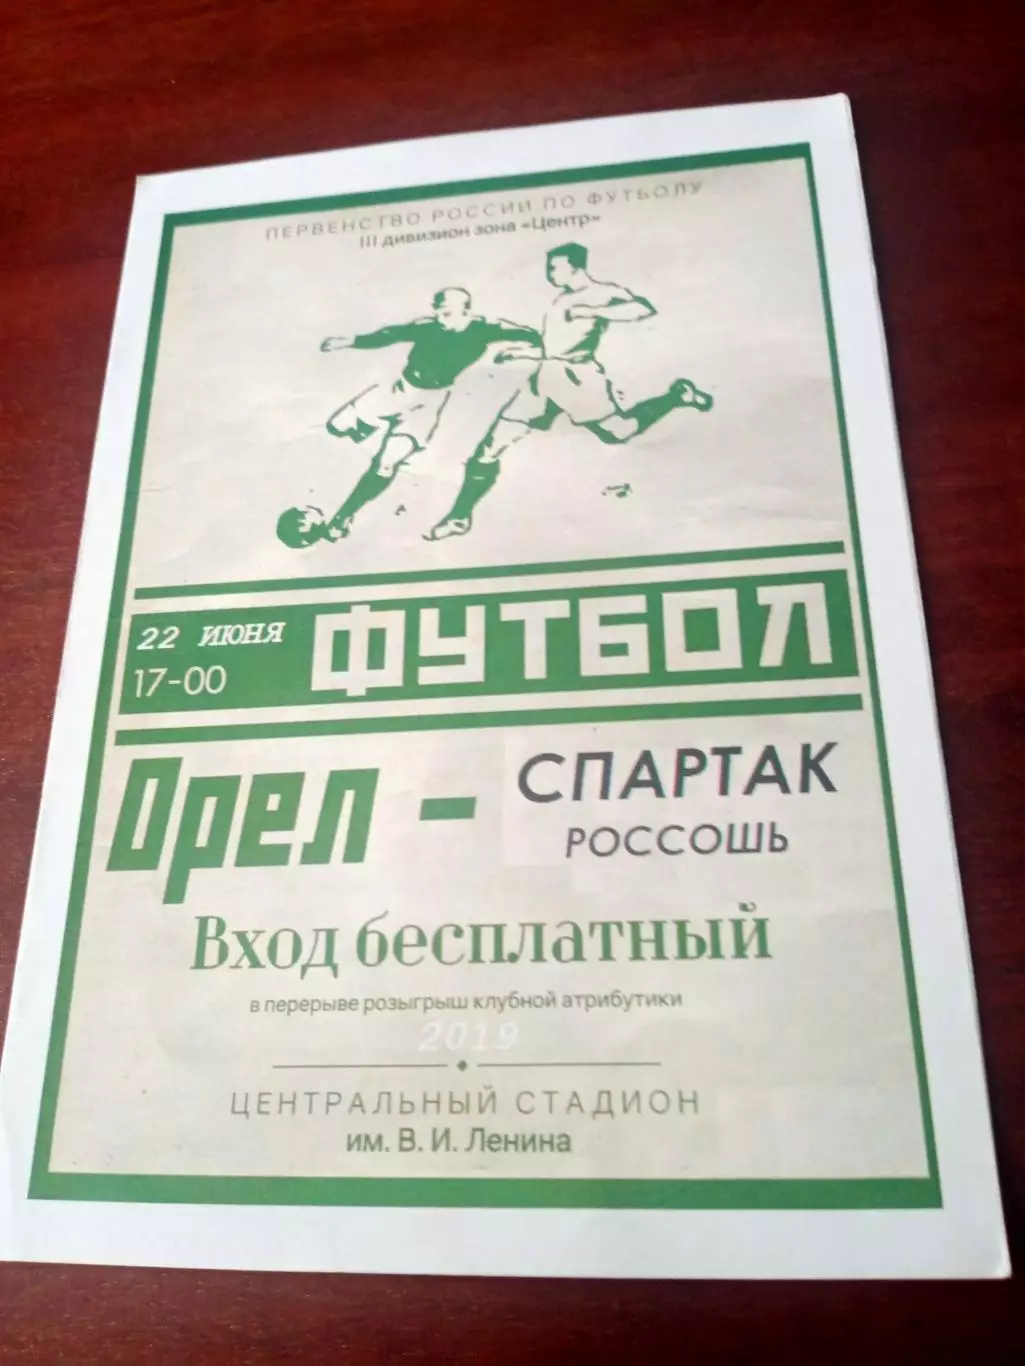 ПЕРВЕНСТВО РОССИИ ПО ФУТБОЛУ
III дивизион зона «Центр»
22 ИЮНЯ
17-00
ФУТБОЛ
Орел –
СПАРТАК
РОССОШЬ
Вход бесплатный
в перерыве розыгрыш клубной атрибутики
2019
ЦЕНТРАЛЬНЫЙ СТАДИОН
им. В. И. Ленина